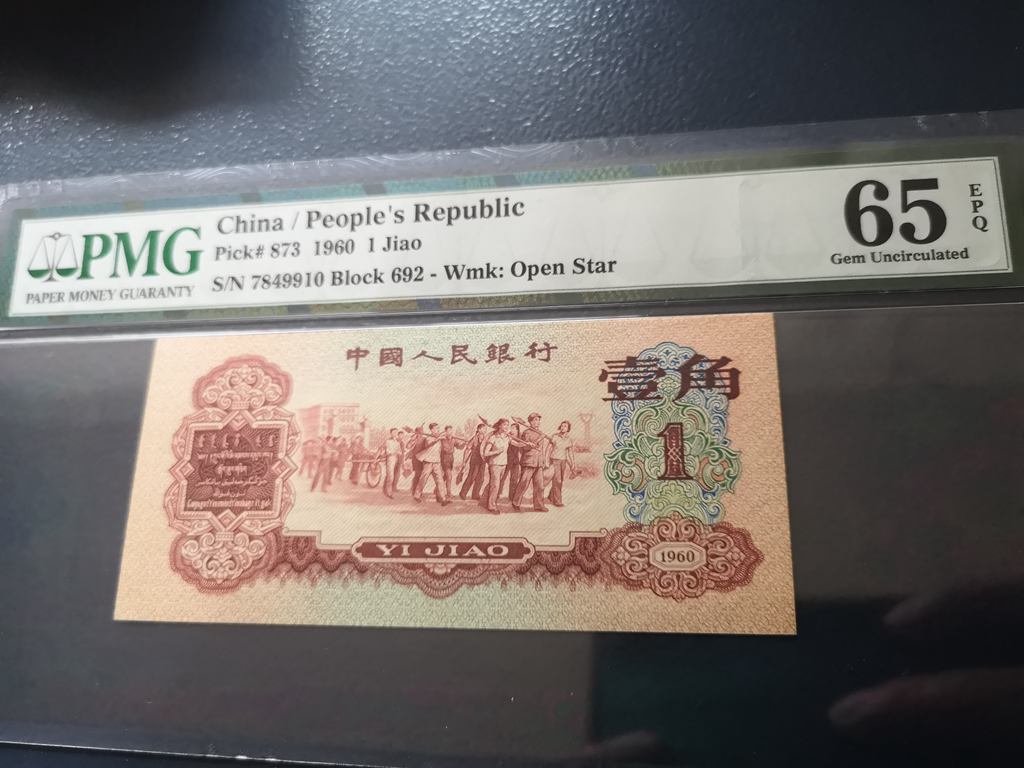 PMG
PAPER MONEY GUARANTY
China / People's Republic
Pick# 873 1960 1 Jiao
S/N 7849910 Block 692 - Wmk: Open Star
65
EPQ
Gem Uncirculated
中國人民銀行
壹角
1
YI JIAO
1960